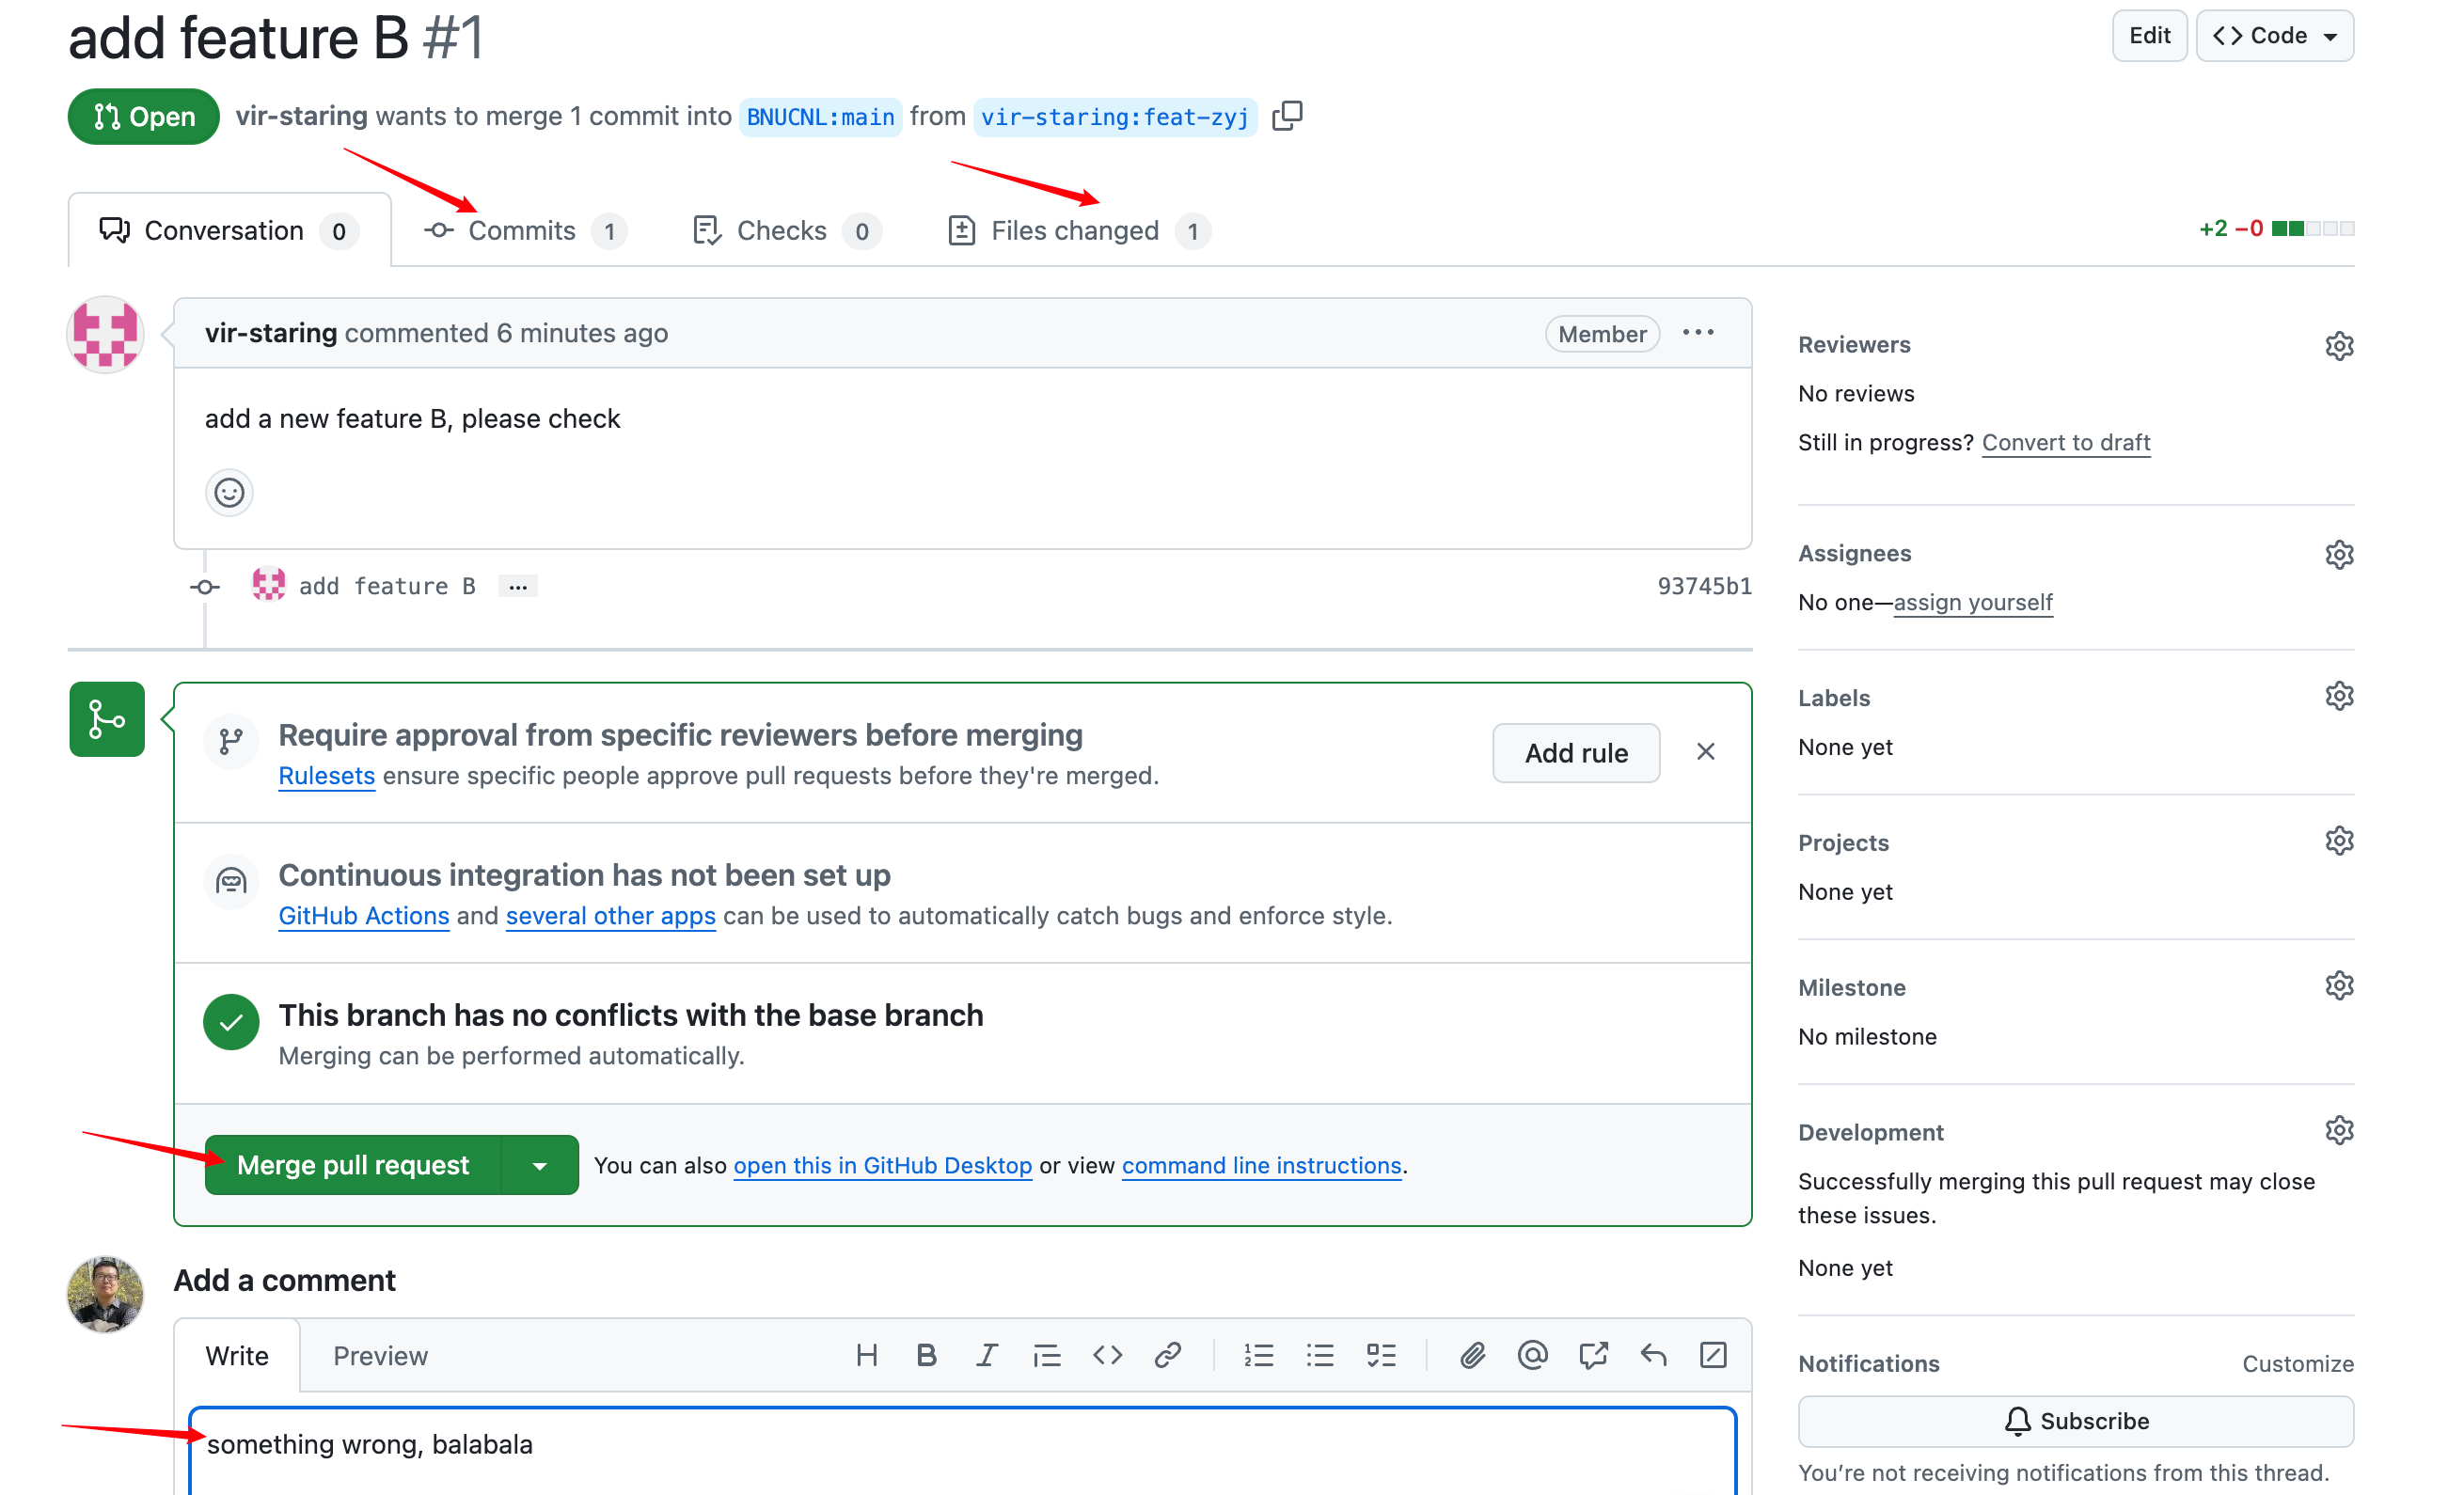 add feature B #1
Edit
Code
Open
vir-staring wants to merge 1 commit into BNUCNL:main from vir-staring:feat-zyj
Conversation 0
Commits 1
Checks 0
Files changed 1
+2 −0
vir-staring commented 6 minutes ago
Member
add a new feature B, please check
add feature B ...
93745b1
Require approval from specific reviewers before merging
Rulesets ensure specific people approve pull requests before they're merged.
Add rule
Continuous integration has not been set up
GitHub Actions and several other apps can be used to automatically catch bugs and enforce style.
This branch has no conflicts with the base branch
Merging can be performed automatically.
Merge pull request
You can also open this in GitHub Desktop or view command line instructions.
Add a comment
Write
Preview
something wrong, balabala
Reviewers
No reviews
Still in progress? Convert to draft
Assignees
No one—assign yourself
Labels
None yet
Projects
None yet
Milestone
No milestone
Development
Successfully merging this pull request may close
these issues.
None yet
Notifications
Customize
Subscribe
You’re not receiving notifications from this thread.